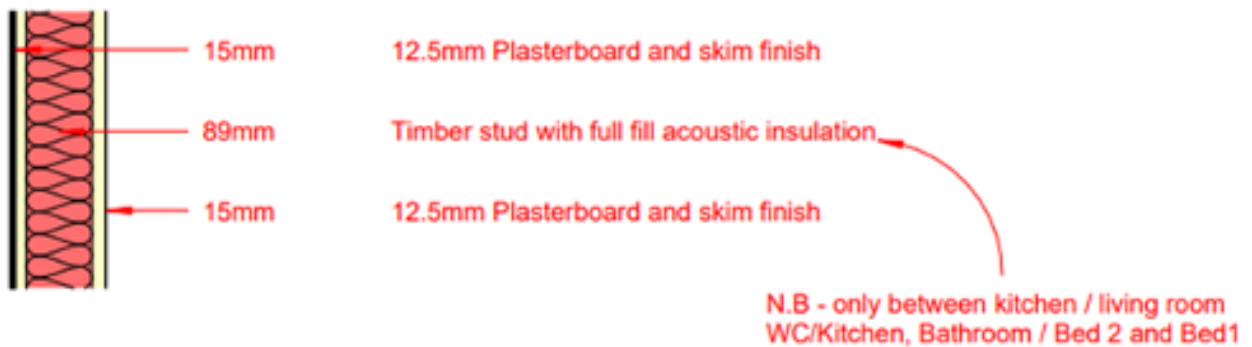 15mm 12.5mm Plasterboard and skim finish
89mm Timber stud with full fill acoustic insulation
15mm 12.5mm Plasterboard and skim finish
N.B - only between kitchen / living room
WC/Kitchen, Bathroom / Bed 2 and Bed1